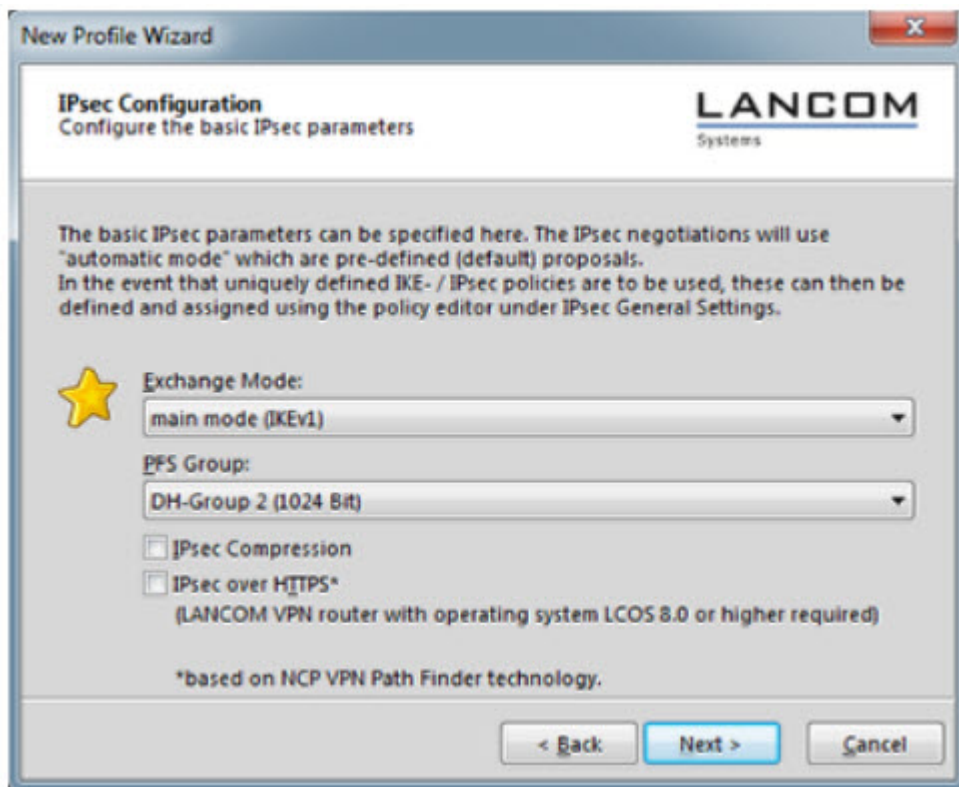 New Profile Wizard
IPsec Configuration
Configure the basic IPsec parameters
LANCOM
Systems
The basic IPsec parameters can be specified here. The IPsec negotiations will use
"automatic mode" which are pre-defined (default) proposals.
In the event that uniquely defined IKE- / IPsec policies are to be used, these can then be
defined and assigned using the policy editor under IPsec General Settings.
Exchange Mode:
main mode (IKEv1)
PFS Group:
DH-Group 2 (1024 Bit)
IPsec Compression
IPsec over HTTPS*
(LANCOM VPN router with operating system LCOS 8.0 or higher required)
*based on NCP VPN Path Finder technology.
< Back
Next >
Cancel